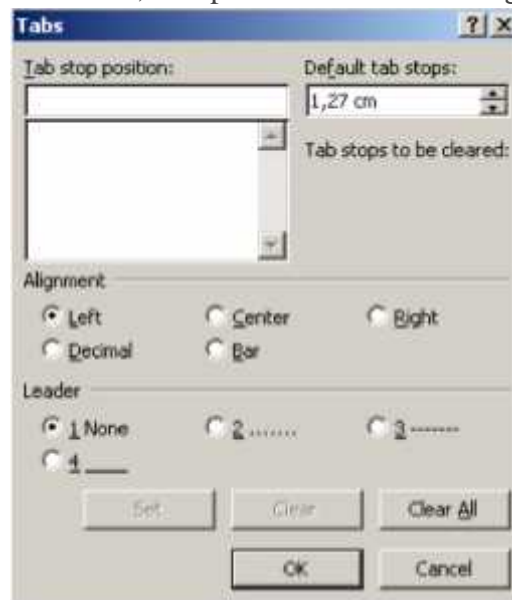 Tabs
Tab stop position: Default tab stops:
1,27 cm
Tab stops to be cleared:
Alignment
Left Center Right
Decimal Bar
Leader
1 None 2 ....... 3 -------
4 ____
Set Clear Clear All
OK Cancel